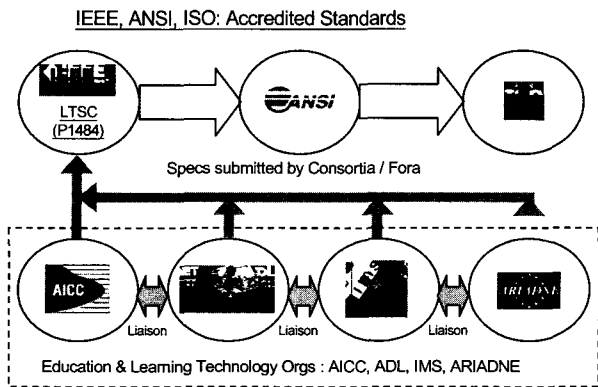 IEEE, ANSI, ISO: Accredited Standards
LTSC
(P1484)
ANSI
Specs submitted by Consortia / Fora
AICC
ARIADNE
Liaison
Liaison
Liaison
Education & Learning Technology Orgs : AICC, ADL, IMS, ARIADNE